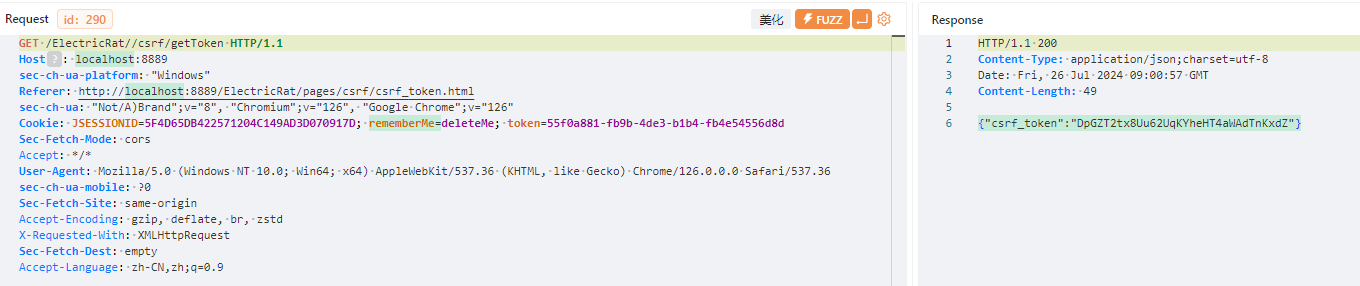 Request id: 290 美化 FUZZ
GET /ElectricRat//csrf/getToken HTTP/1.1
Host ? : localhost:8889
sec-ch-ua-platform: "Windows"
Referer: http://localhost:8889/ElectricRat/pages/csrf/csrf_token.html
sec-ch-ua: "Not/A)Brand";v="8", "Chromium";v="126", "Google Chrome";v="126"
Cookie: JSESSIONID=5F4D65DB422571204C149AD3D070917D; rememberMe=deleteMe; token=55f0a881-fb9b-4de3-b1b4-fb4e54556d8d
Sec-Fetch-Mode: cors
Accept: */*
User-Agent: Mozilla/5.0 (Windows NT 10.0; Win64; x64) AppleWebKit/537.36 (KHTML, like Gecko) Chrome/126.0.0.0 Safari/537.36
sec-ch-ua-mobile: ?0
Sec-Fetch-Site: same-origin
Accept-Encoding: gzip, deflate, br, zstd
X-Requested-With: XMLHttpRequest
Sec-Fetch-Dest: empty
Accept-Language: zh-CN,zh;q=0.9
Response
1 HTTP/1.1 200
2 Content-Type: application/json;charset=utf-8
3 Date: Fri, 26 Jul 2024 09:00:57 GMT
4 Content-Length: 49
5
6 {"csrf_token":"DpGZT2tx8Uu62UqKYheHT4aWAdTnKxdZ"}